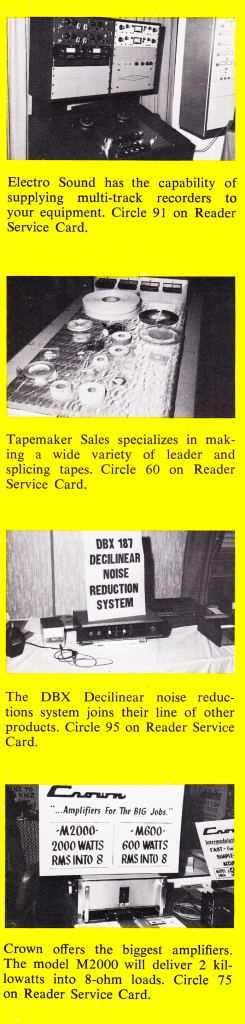 Electro Sound has the capability of
supplying multi-track recorders to
your equipment. Circle 91 on Reader
Service Card.
Tapemaker Sales specializes in mak-
ing a wide variety of leader and
splicing tapes. Circle 60 on Reader
Service Card.
DBX 187
DECILINEAR
NOISE
REDUCTION
SYSTEM
The DBX Decilinear noise reduc-
tions system joins their line of other
products. Circle 95 on Reader Service
Card.
Crown
"...Amplifiers For The BIG Jobs."
-M2000-
2000 WATTS
RMS INTO 8
-M600-
600 WATTS
RMS INTO 8
Crown offers the biggest amplifiers.
The model M2000 will deliver 2 kil-
lowatts into 8-ohm loads. Circle 75
on Reader Service Card.